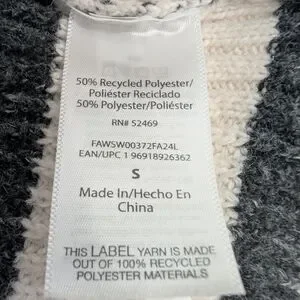 50% Recycled Polyester/
Poliéster Reciclado
50% Polyester/Poliéster
RN# 52469
FAWSW00372FA24L
EAN/UPC 1 96918926362
S
Made In/Hecho En
China
THIS LABEL YARN IS MADE
OUT OF 100% RECYCLED
POLYESTER MATERIALS